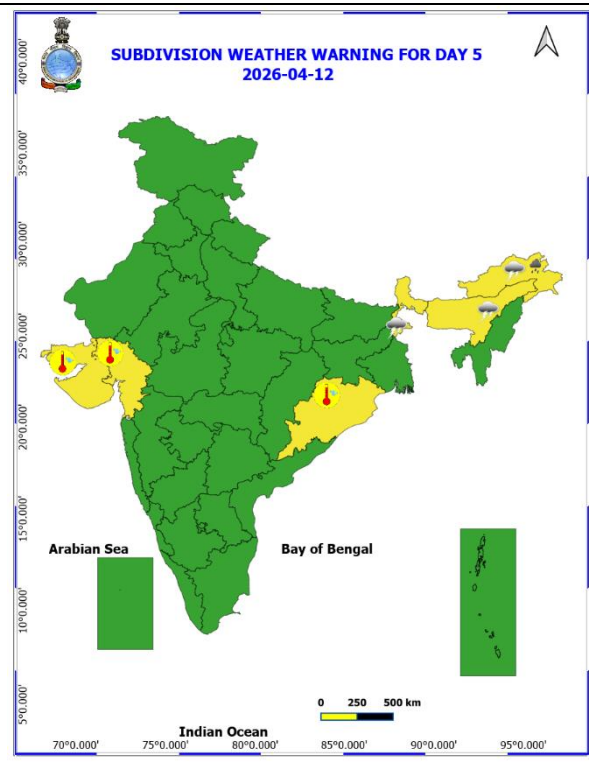 SUBDIVISION WEATHER WARNING FOR DAY 5
2026-04-12
40°0.000'
35°0.000'
30°0.000'
25°0.000'
20°0.000'
15°0.000'
10°0.000'
5°0.000'
Arabian Sea
Bay of Bengal
0 250 500 km
Indian Ocean
70°0.000' 75°0.000' 80°0.000' 85°0.000' 90°0.000' 95°0.000'